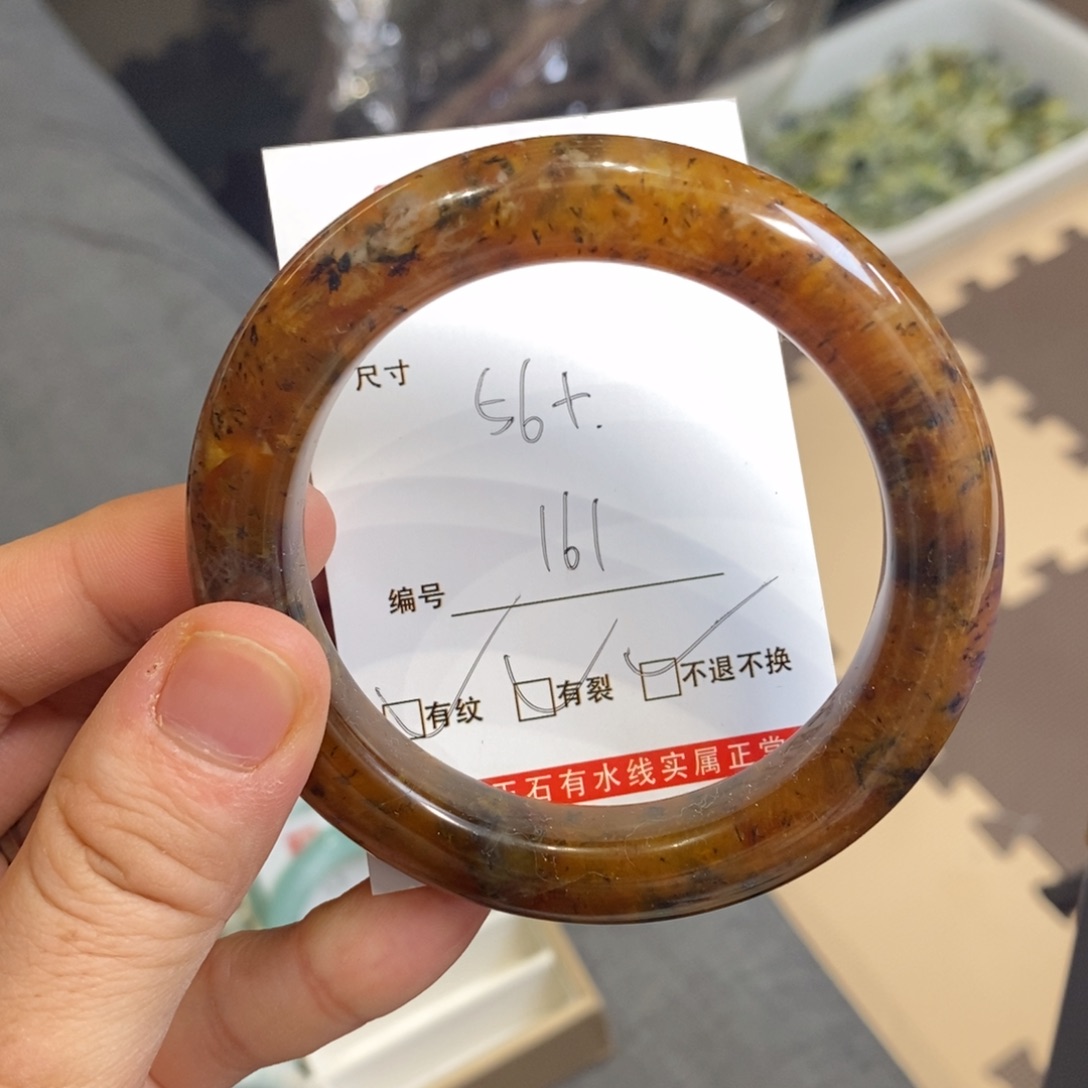 尺寸 56+.
编号 161
☑有纹 ☑有裂 ☑不退不换
玉石有水线实属正常